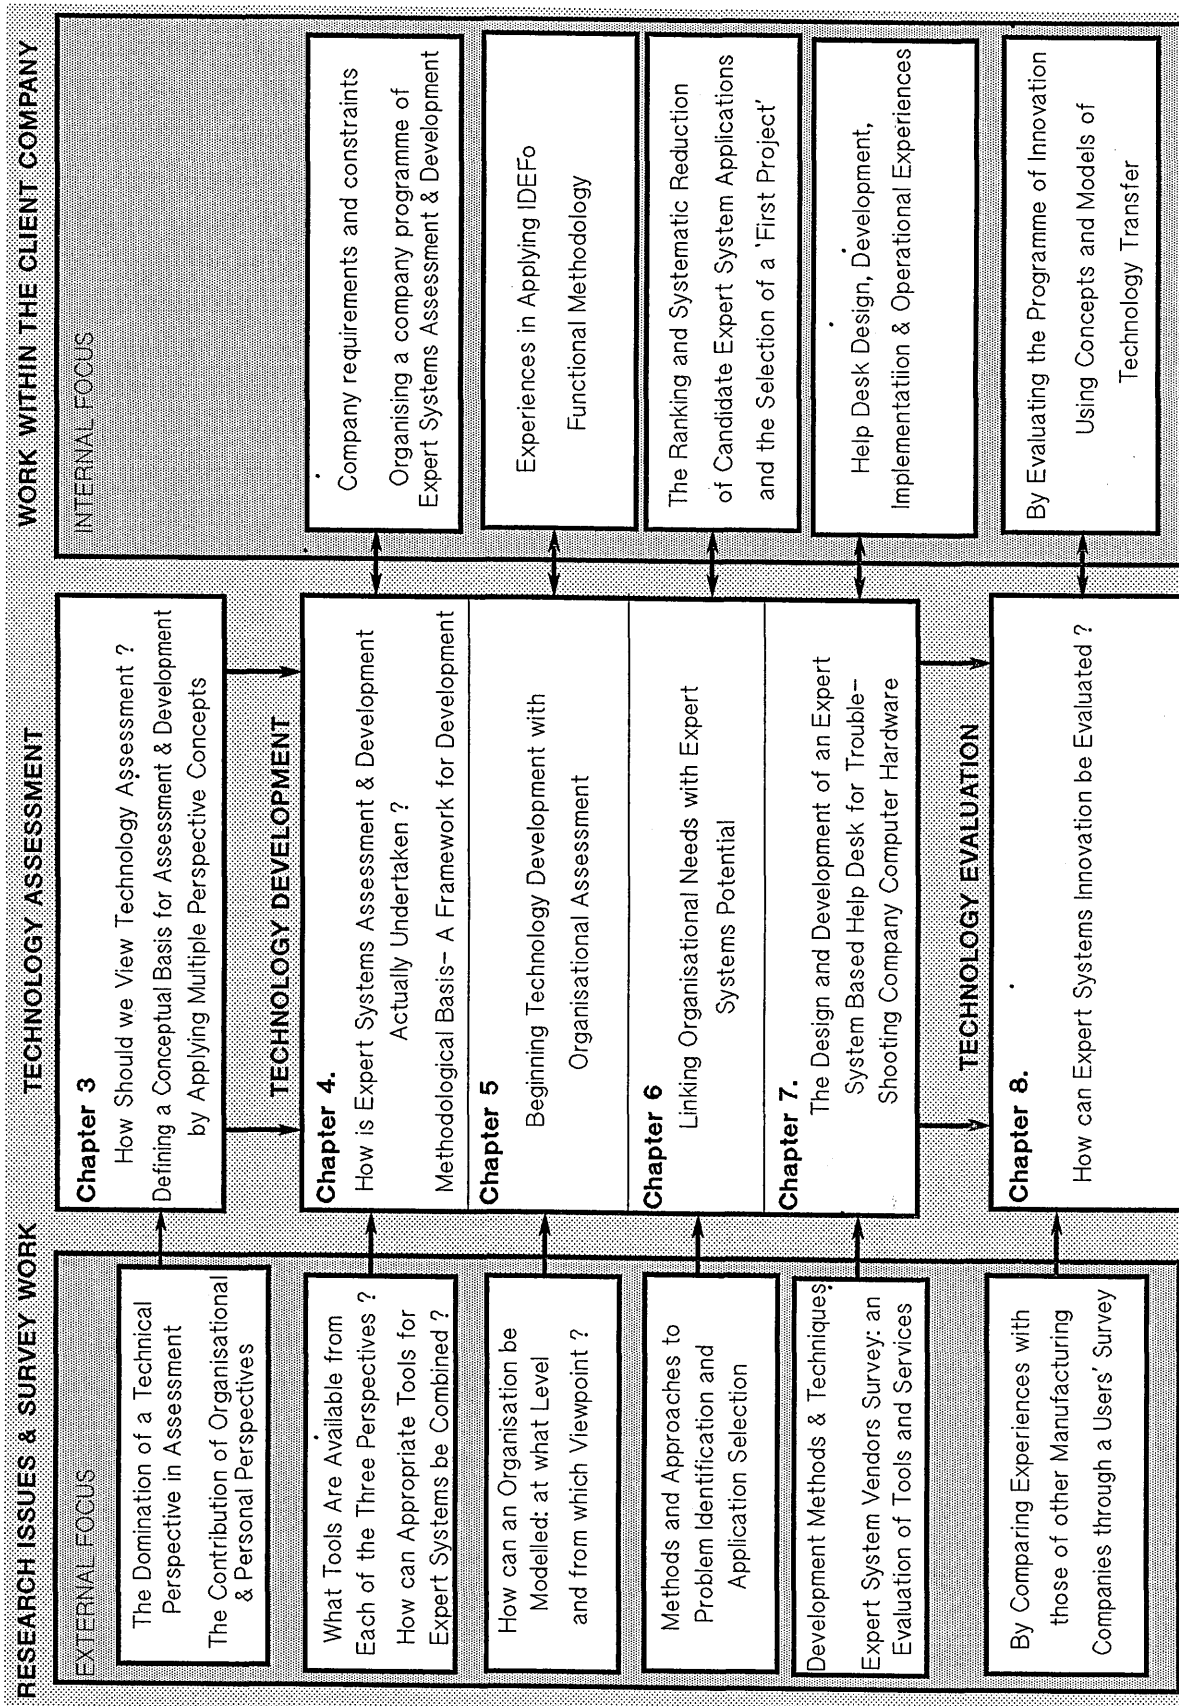 RESEARCH ISSUES & SURVEY WORK
EXTERNAL FOCUS
The Domination of a Technical
Perspective in Assessment
The Contribution of Organisational
& Personal Perspectives
What Tools Are Available from
Each of the Three Perspectives ?
How can Appropriate Tools for
Expert Systems be Combined ?
How can an Organisation be
Modelled: at what Level
and from which Viewpoint ?
Methods and Approaches to
Problem Identification and
Application Selection
Development Methods & Techniques
Expert System Vendors Survey: an
Evaluation of Tools and Services
By Comparing Experiences with
those of other Manufacturing
Companies through a Users' Survey
TECHNOLOGY ASSESSMENT
Chapter 3
How Should we View Technology Assessment ?
Defining a Conceptual Basis for Assessment & Development
by Applying Multiple Perspective Concepts
TECHNOLOGY DEVELOPMENT
Chapter 4.
How is Expert Systems Assessment & Development
Actually Undertaken ?
Methodological Basis- A Framework for Development
Chapter 5
Beginning Technology Development with
Organisational Assessment
Chapter 6
Linking Organisational Needs with Expert
Systems Potential
Chapter 7.
The Design and Development of an Expert
System Based Help Desk for Trouble-
Shooting Company Computer Hardware
TECHNOLOGY EVALUATION
Chapter 8.
How can Expert Systems Innovation be Evaluated ?
WORK WITHIN THE CLIENT COMPANY
INTERNAL FOCUS
Company requirements and constraints
Organising a company programme of
Expert Systems Assessment & Development
Experiences in Applying IDEFo
Functional Methodology
The Ranking and Systematic Reduction
of Candidate Expert System Applications
and the Selection of a 'First Project'
Help Desk Design, Development,
Implementatiion & Operational Experiences
By Evaluating the Programme of Innovation
Using Concepts and Models of
Technology Transfer